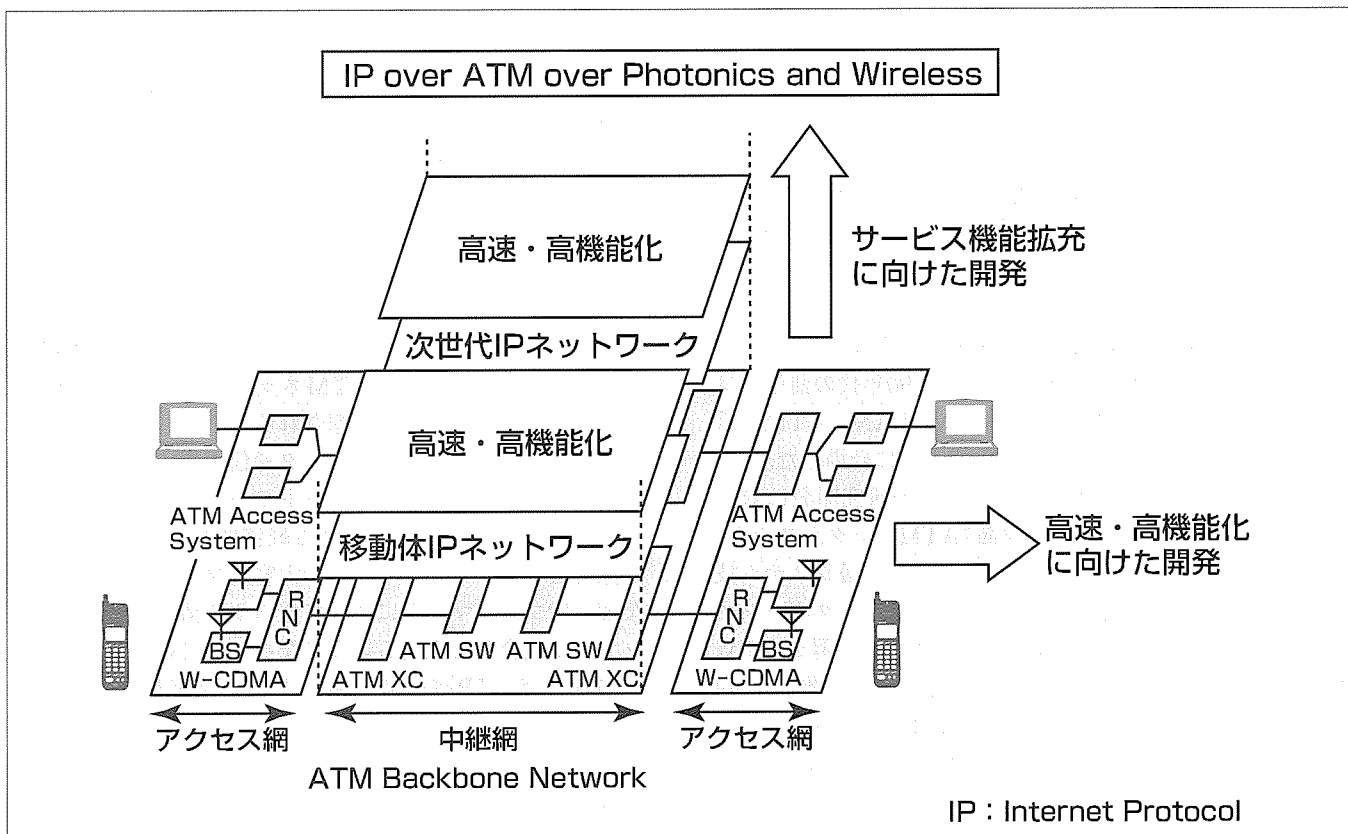 IP over ATM over Photonics and Wireless
高速・高機能化
サービス機能拡充
に向けた開発
次世代IPネットワーク
高速・高機能化
ATM Access
System
ATM Access
System
高速・高機能化
に向けた開発
移動体IPネットワーク
RNC
BS
W-CDMA
ATM SW
ATM SW
ATM XC
ATM XC
RNC
BS
W-CDMA
アクセス網
中継網
アクセス網
ATM Backbone Network
IP：Internet Protocol